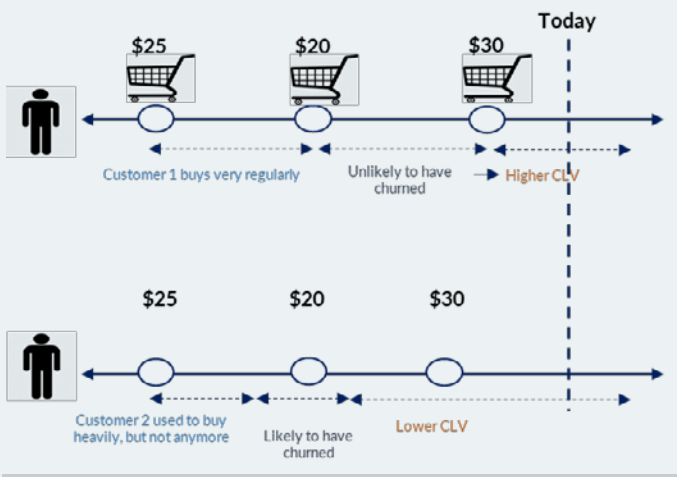 Today
$25 $20 $30
Customer 1 buys very regularly
Unlikely to have
churned
Higher CLV
$25 $20 $30
Customer 2 used to buy
heavily, but not anymore
Likely to have
churned
Lower CLV